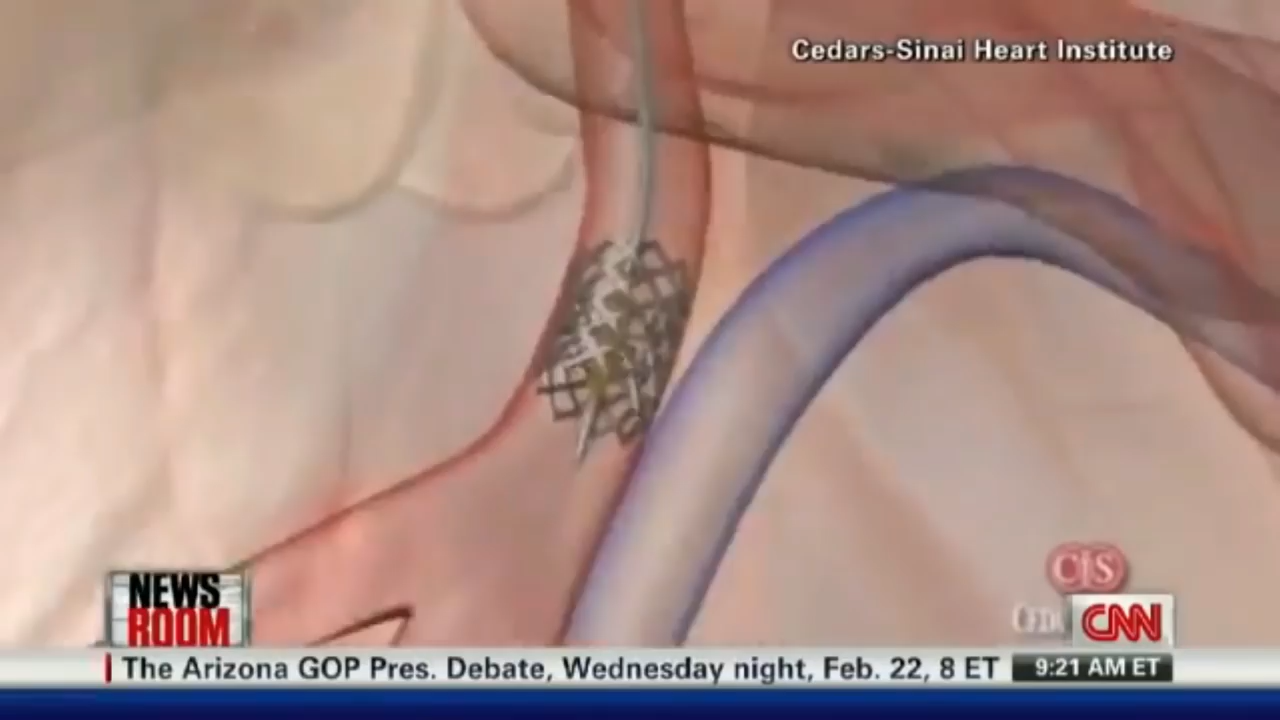 Cedars-Sinai Heart Institute
NEWS
ROOM
CS
CNN
The Arizona GOP Pres. Debate, Wednesday night, Feb. 22, 8 ET
9:21 AM ET